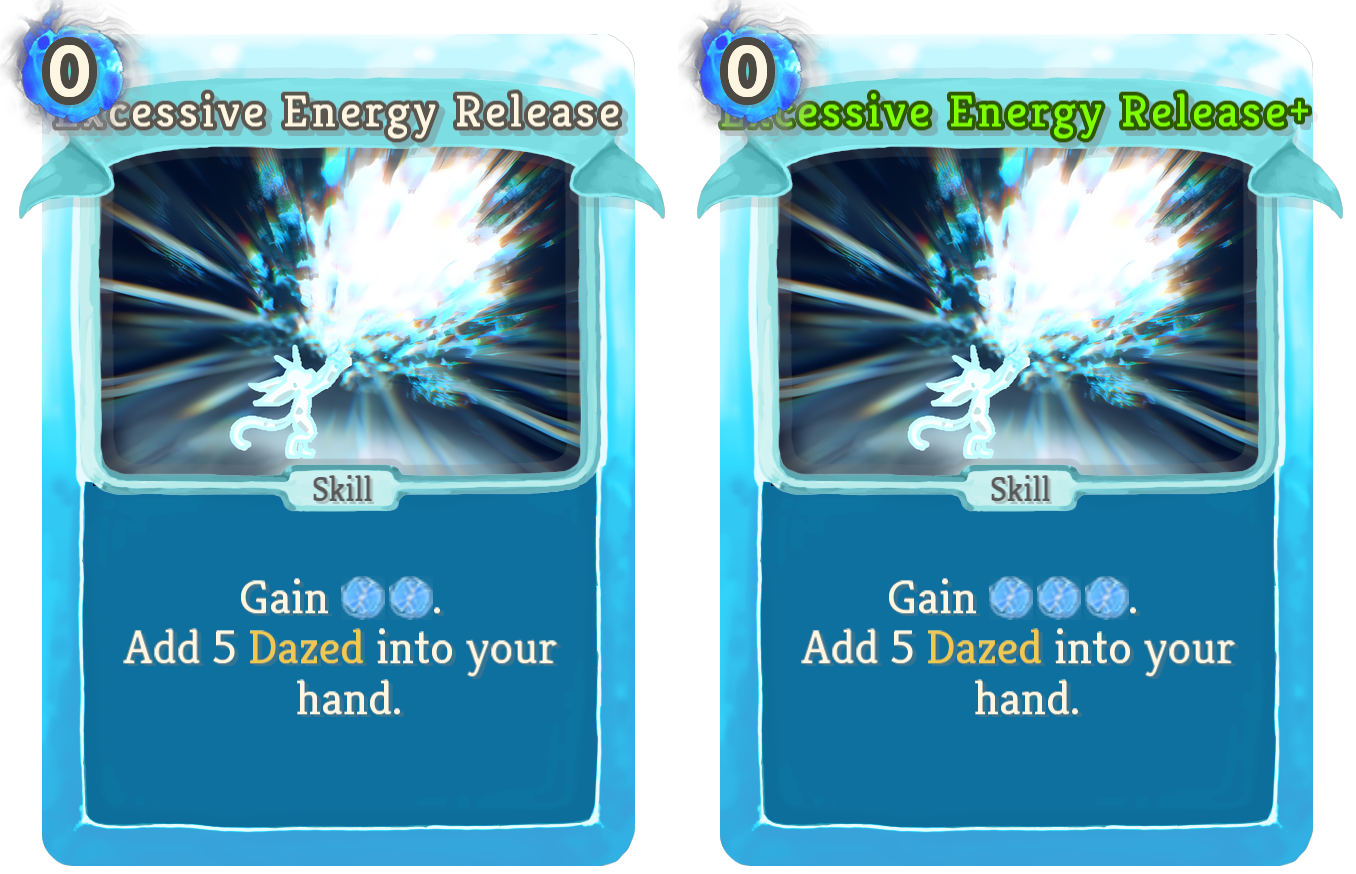 0
Excessive Energy Release
Skill
Gain .
Add 5 Dazed into your
hand.
0
Excessive Energy Release+
Skill
Gain .
Add 5 Dazed into your
hand.